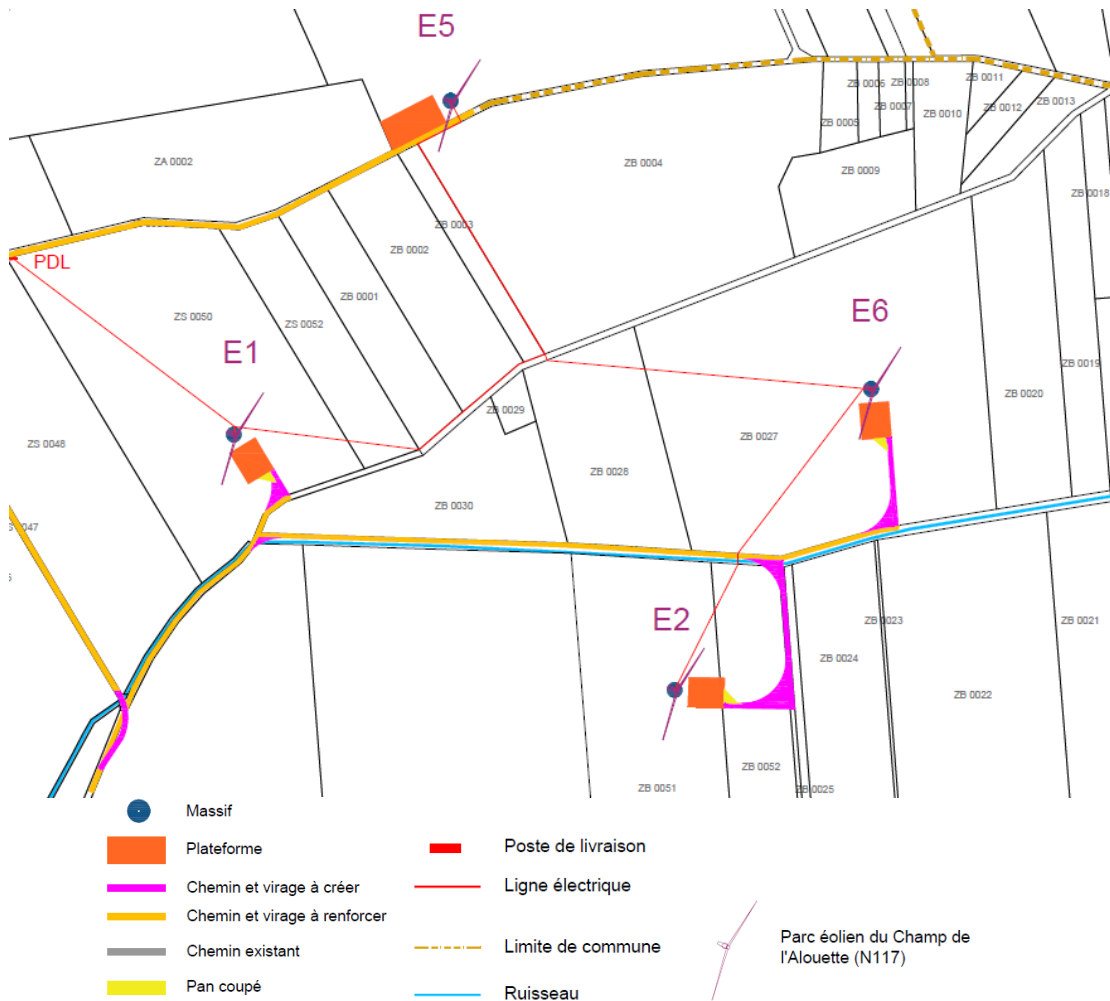 E5
ZB 0006
ZB 0008
ZB 0011
ZB 0007
ZB 0012
ZB 0013
ZB 0005
ZB 0010
ZA 0002
ZB 0004
ZB 0009
ZB 0018
ZB 0003
ZB 0002
PDL
ZB 0001
ZS 0050
ZS 0052
E6
E1
ZB 0019
ZB 0020
ZB 0029
ZS 0048
ZB 0027
ZB 0028
ZB 0030
ZS 0047
E2
ZB 0023
ZB 0021
ZB 0024
ZB 0022
ZB 0052
ZB 0051
ZB 0025
Massif
Plateforme
Chemin et virage à créer
Chemin et virage à renforcer
Chemin existant
Pan coupé
Poste de livraison
Ligne électrique
Limite de commune
Ruisseau
Parc éolien du Champ de
l'Alouette (N117)